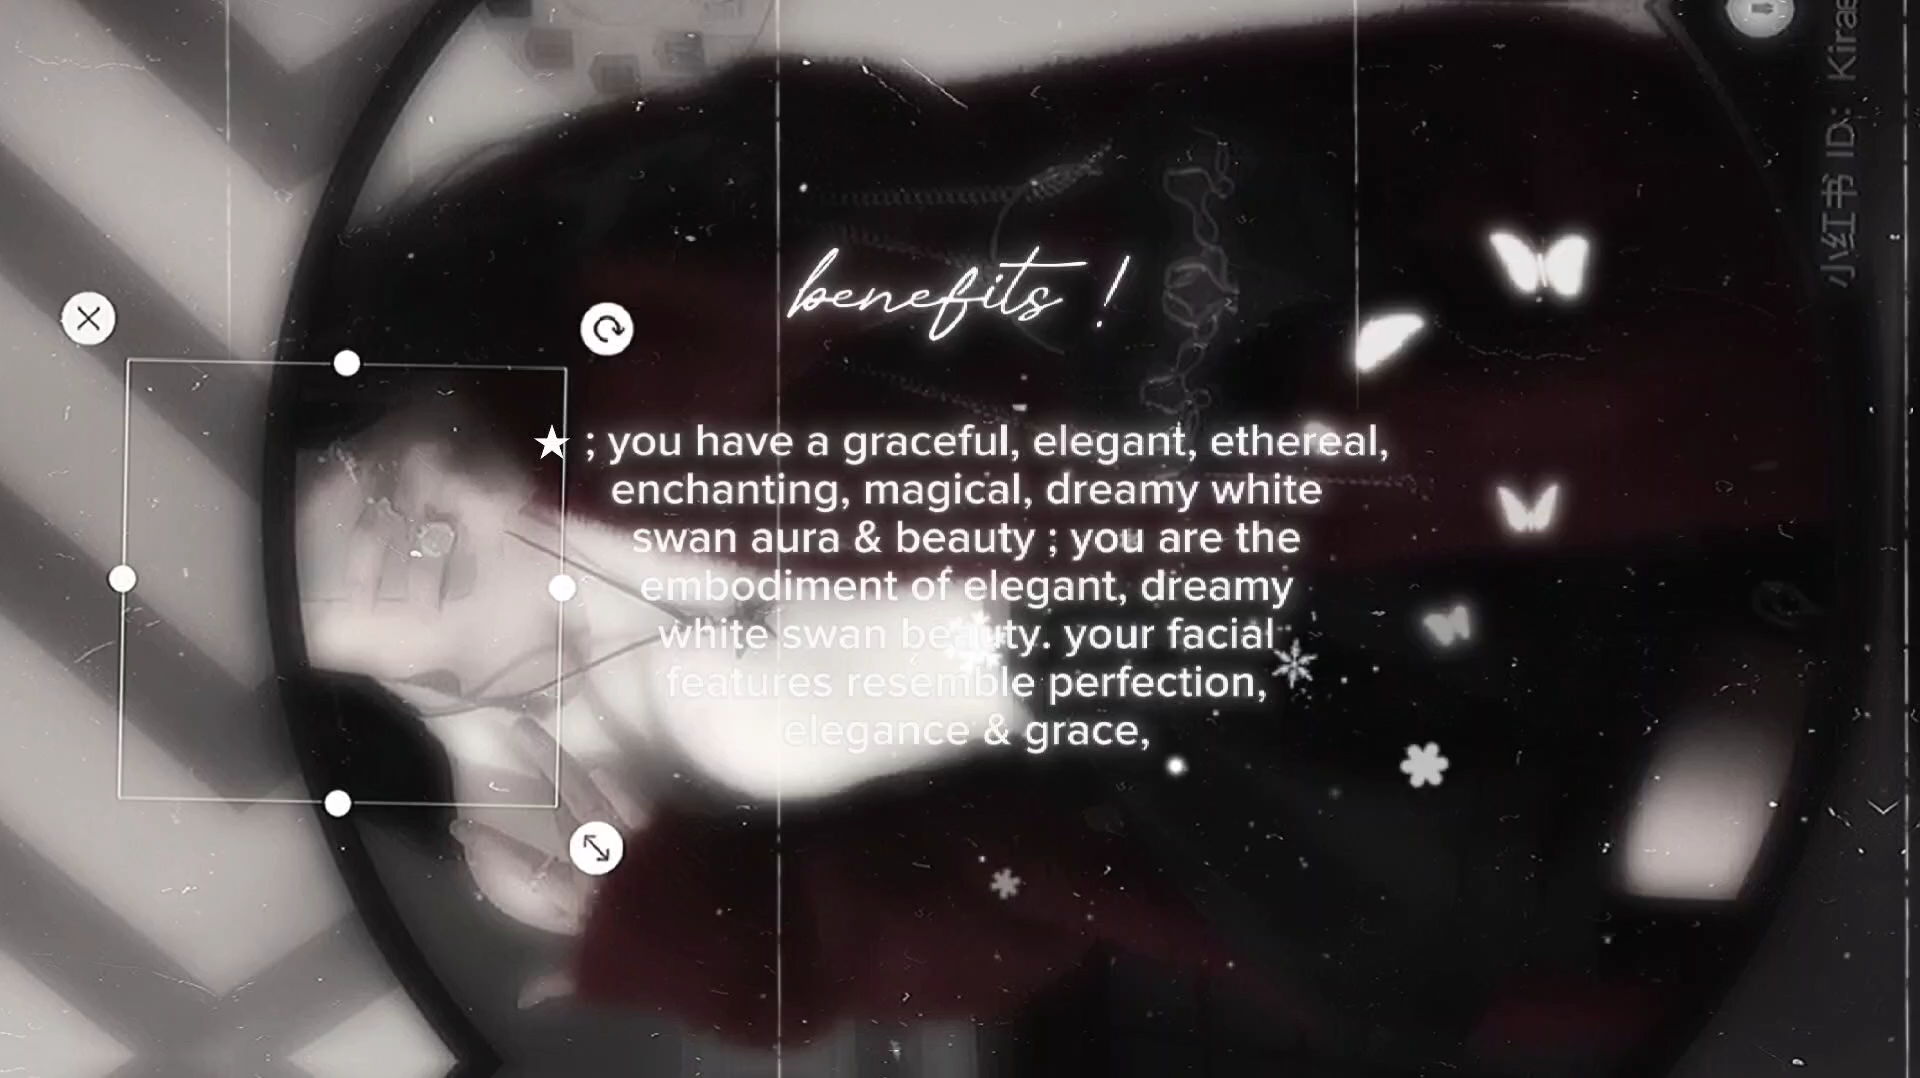 benefits !
★ ; you have a graceful, elegant, ethereal,
enchanting, magical, dreamy white
swan aura & beauty ; you are the
embodiment of elegant, dreamy
white swan beauty. your facial
features resemble perfection,
elegance & grace,
小红书 ID: